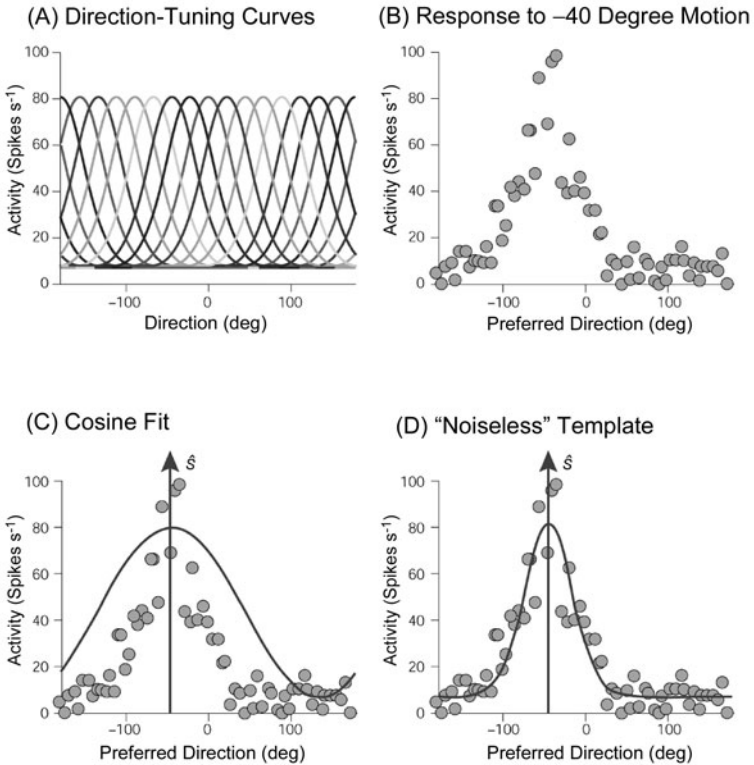 (A) Direction-Tuning Curves
100
80
60
40
20
0
Activity (Spikes s-1)
–100
0
100
Direction (deg)
(B) Response to –40 Degree Motion
100
80
60
40
20
0
Activity (Spikes s-1)
–100
0
100
Preferred Direction (deg)
(C) Cosine Fit
ŝ
100
80
60
40
20
0
Activity (Spikes s-1)
–100
0
100
Preferred Direction (deg)
(D) “Noiseless” Template
ŝ
100
80
60
40
20
0
Activity (Spikes s-1)
–100
0
100
Preferred Direction (deg)